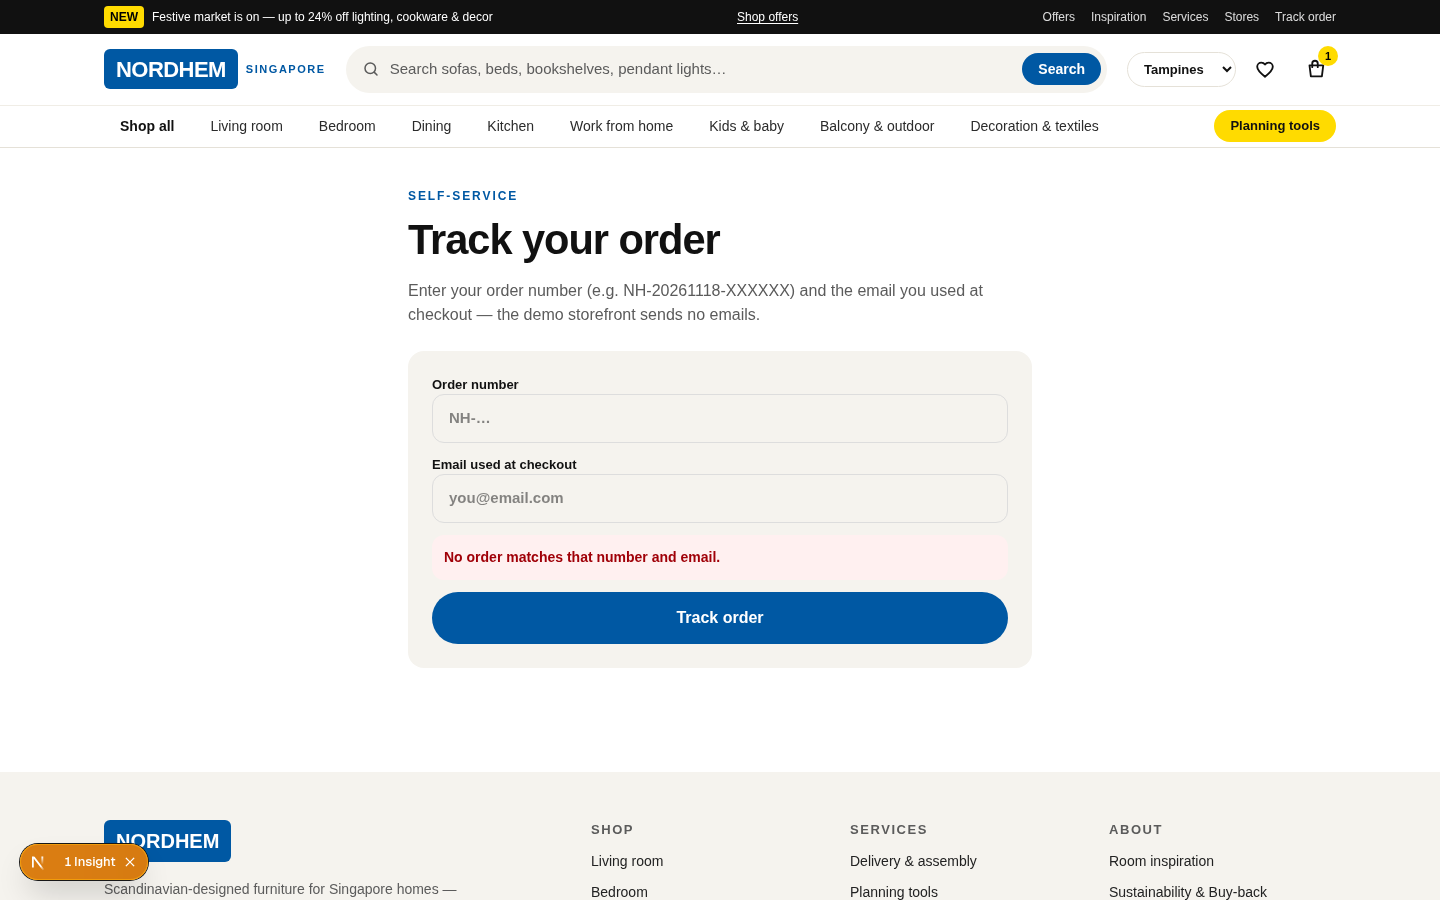 NEW Festive market is on — up to 24% off lighting, cookware & decor Shop offers Offers Inspiration Services Stores Track order
NORDHEM SINGAPORE Search sofas, beds, bookshelves, pendant lights… Search Tampines 1
Shop all Living room Bedroom Dining Kitchen Work from home Kids & baby Balcony & outdoor Decoration & textiles Planning tools
SELF-SERVICE
Track your order
Enter your order number (e.g. NH-20261118-XXXXXX) and the email you used at
checkout — the demo storefront sends no emails.
Order number
NH-…
Email used at checkout
you@email.com
No order matches that number and email.
Track order
NORDHEM SHOP SERVICES ABOUT
1 Insight Living room Delivery & assembly Room inspiration
Scandinavian-designed furniture for Singapore homes — Bedroom Planning tools Sustainability & Buy-back